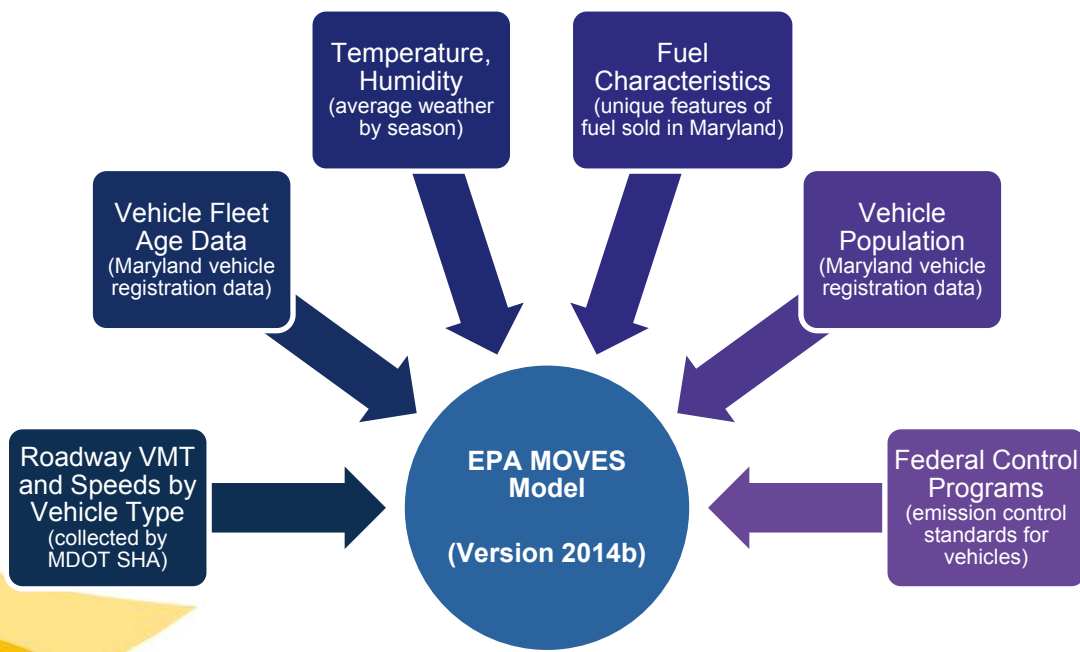 Temperature,
Humidity
(average weather
by season)
Fuel
Characteristics
(unique features of
fuel sold in Maryland)
Vehicle Fleet
Age Data
(Maryland vehicle
registration data)
Vehicle
Population
(Maryland vehicle
registration data)
Roadway VMT
and Speeds by
Vehicle Type
(collected by
MDOT SHA)
EPA MOVES
Model
(Version 2014b)
Federal Control
Programs
(emission control
standards for
vehicles)